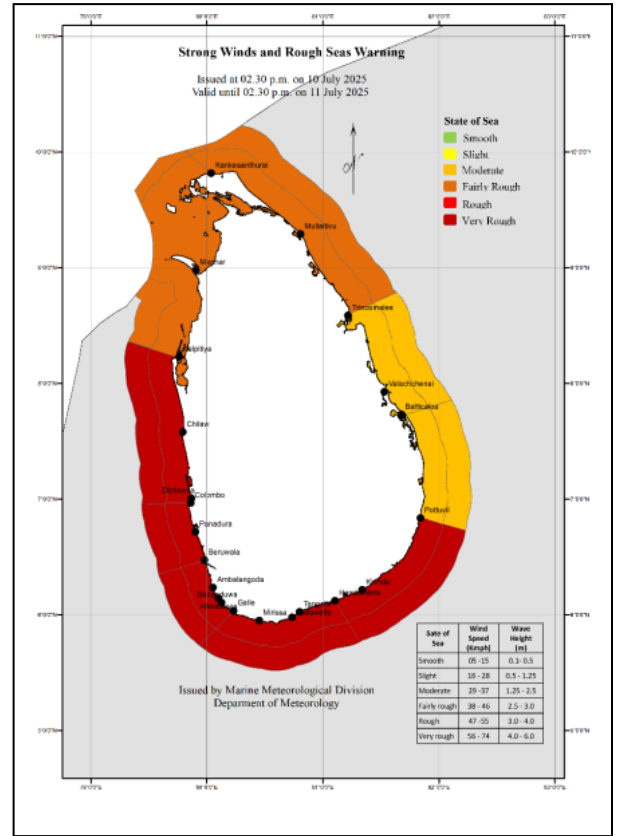 Strong Winds and Rough Seas Warning
Issued at 02.30 p.m. on 10 July 2025
Valid until 02.30 p.m. on 11 July 2025
State of Sea
Smooth
Slight
Moderate
Fairly Rough
Rough
Very Rough
Kankesanthurai
Mullaitivu
Mannar
Trincomalee
Kalpitiya
Valachchenai
Batticaloa
Chilaw
Colombo
Pottuvil
Panadura
Beruwala
Ambalangoda
Galle
Mirissa
Issued by Marine Meteorological Division
Deparment of Meteorology
Sate of Sea Wind Speed (Kmph) Wave Height (m)
Smooth 05 -15 0.1- 0.5
Slight 16 - 28 0.5 - 1.25
Moderate 29 -37 1.25 - 2.5
Fairly rough 38 - 46 2.5 - 3.0
Rough 47 -55 3.0 - 4.0
Very rough 56 - 74 4.0 - 6.0